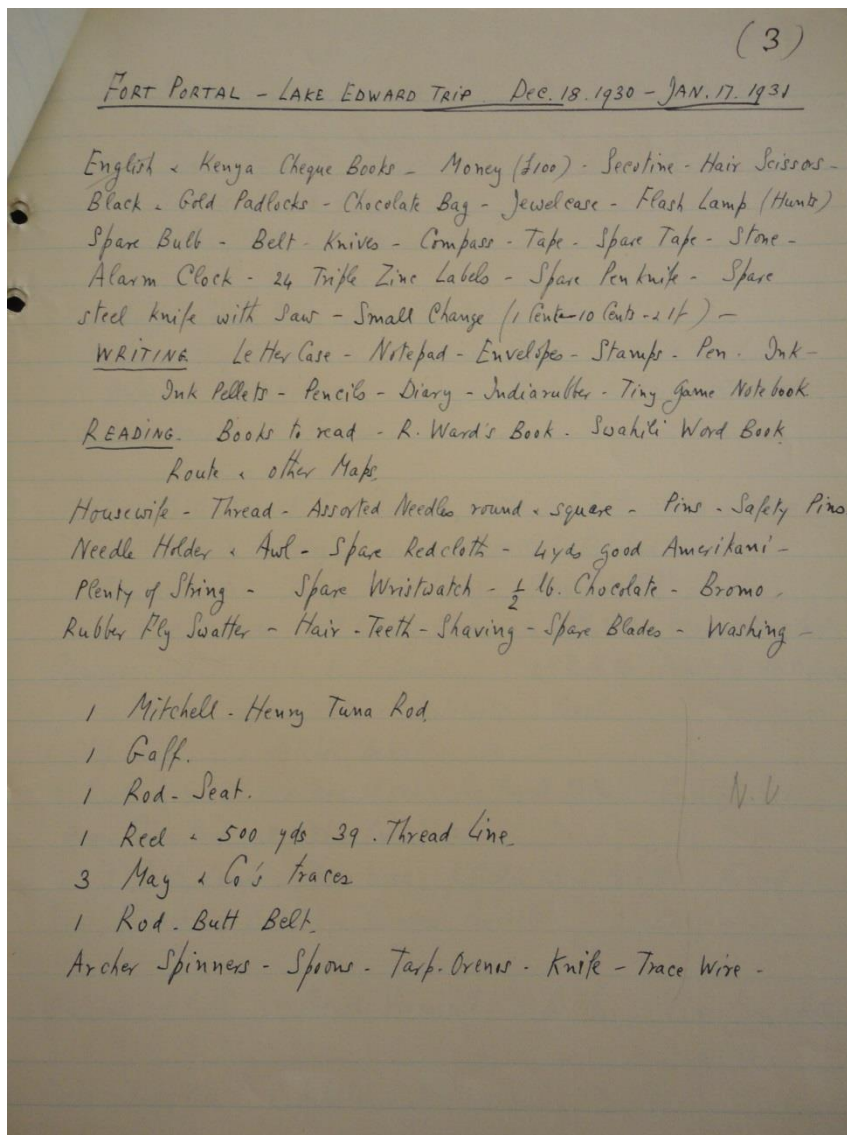 (3)
FORT PORTAL - LAKE EDWARD TRIP. DEC. 18. 1930 - JAN. 17. 1931
English & Kenya Cheque Books - Money (£100) - Secotine - Hair Scissors -
Black & Gold Padlocks - Chocolate Bag - Jewelcase - Flash Lamp (Hunts)
Spare Bulb - Belt - Knives - Compass - Tape - Spare Tape - Stone -
Alarm Clock - 24 Triple Zinc Labels - Spare Penknife - Spare
steel knife with Saw - Small Change (1 Cent-10 Cents - & 1/-) -
WRITING Letter Case - Notepad - Envelopes - Stamps - Pen. Ink -
Ink Pellets - Pencils - Diary - Indiarubber - Tiny Game Notebook
READING. Books to read - R. Ward's Book. Swahili Word Book
Route & other Maps.
Housewife - Thread - Assorted Needles round & square - Pins - Safety Pins
Needle Holder & Awl - Spare Redcloth - 4yds good Amerikani -
Plenty of String - Spare Wristwatch - ½ lb. Chocolate - Bromo.
Rubber Fly Swatter - Hair - Teeth - Shaving - Spare Blades - Washing -
1 Mitchell-Henry Tuna Rod.
1 Gaff.
1 Rod-Seat.
1 Reel & 500 yds 39. Thread Line.
3 May & Co's traces
1 Rod-Butt Belt.
N.U
Archer Spinners - Spoons - Tarp-Orenos - Knife - Trace Wire -